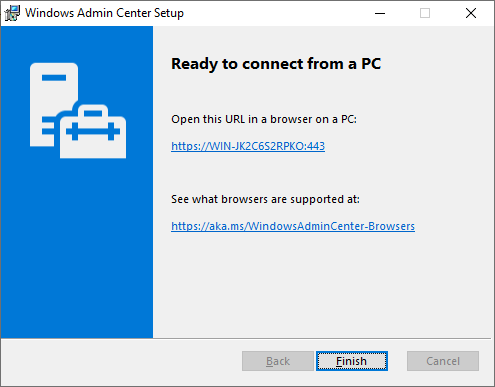 Windows Admin Center Setup
Ready to connect from a PC
Open this URL in a browser on a PC:
https://WIN-JK2C6S2RPKO:443
See what browsers are supported at:
https://aka.ms/WindowsAdminCenter-Browsers
Back
Finish
Cancel